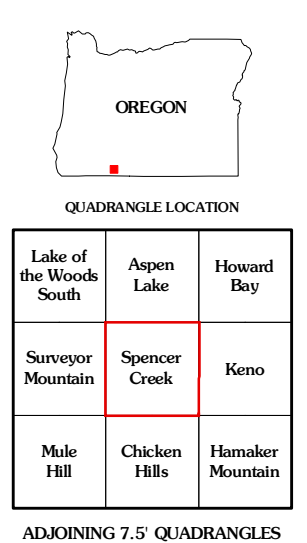 OREGON
QUADRANGLE LOCATION
Lake of
the Woods
South
Aspen
Lake
Howard
Bay
Surveyor
Mountain
Spencer
Creek
Keno
Mule
Hill
Chicken
Hills
Hamaker
Mountain
ADJOINING 7.5' QUADRANGLES